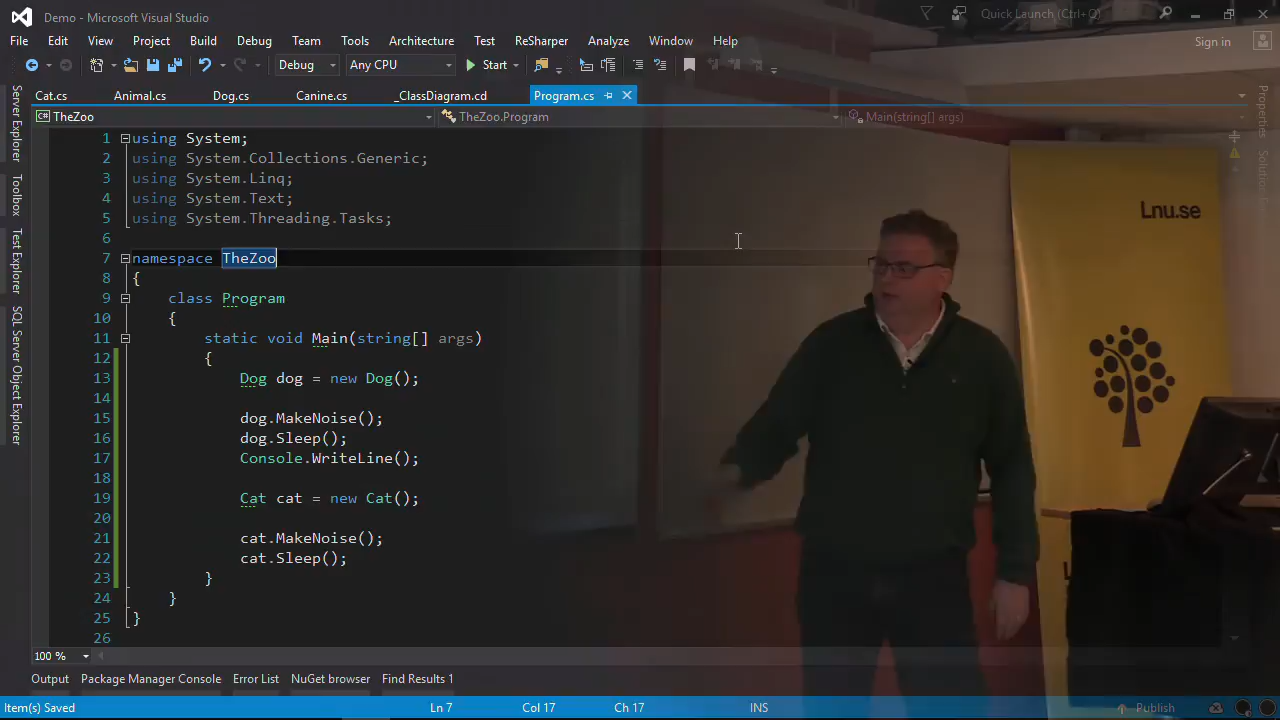 Demo - Microsoft Visual Studio
Quick Launch (Ctrl+Q)
File Edit View Project Build Debug Team Tools Architecture Test ReSharper Analyze Window Help
Sign in
Debug Any CPU Start
Cat.cs Animal.cs Dog.cs Canine.cs _ClassDiagram.cd Program.cs
C# TheZoo TheZoo.Program Main(string[] args)
Server Explorer
Toolbox
Test Explorer
SQL Server Object Explorer
Properties
1 using System;
2 using System.Collections.Generic;
3 using System.Linq;
4 using System.Text;
5 using System.Threading.Tasks;
6
7 namespace TheZoo
8 {
9 class Program
10 {
11 static void Main(string[] args)
12 {
13 Dog dog = new Dog();
14
15 dog.MakeNoise();
16 dog.Sleep();
17 Console.WriteLine();
18
19 Cat cat = new Cat();
20
21 cat.MakeNoise();
22 cat.Sleep();
23 }
24 }
25 }
26
Lnu.se
100 %
Output Package Manager Console Error List NuGet browser Find Results 1
Item(s) Saved Ln 7 Col 17 Ch 17 INS Publish